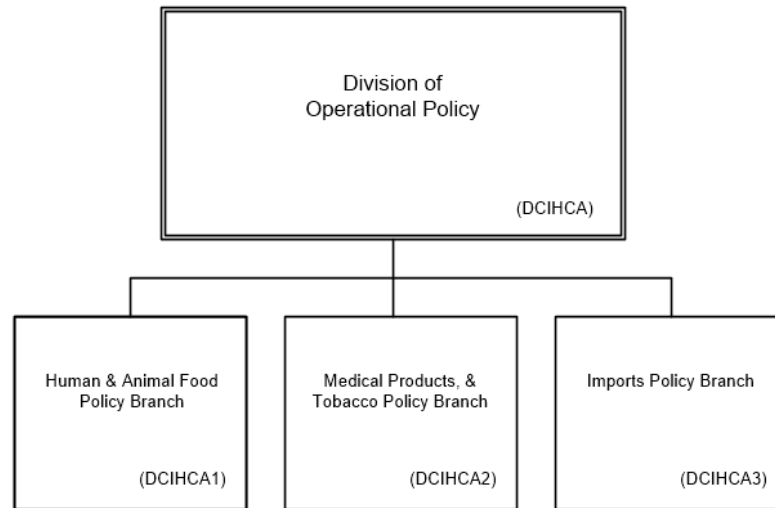 Division of
Operational Policy
(DCIHCA)
Human & Animal Food
Policy Branch
(DCIHCA1)
Medical Products, &
Tobacco Policy Branch
(DCIHCA2)
Imports Policy Branch
(DCIHCA3)